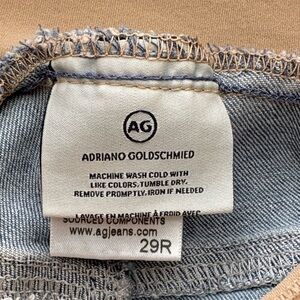 AG
ADRIANO GOLDSCHMIED
MACHINE WASH COLD WITH
LIKE COLORS. TUMBLE DRY.
REMOVE PROMPTLY. IRON IF NEEDED
LAVAGE EN MACHINE À FROID AVEC
SOURCED COMPONENTS
www.agjeans.com
29R